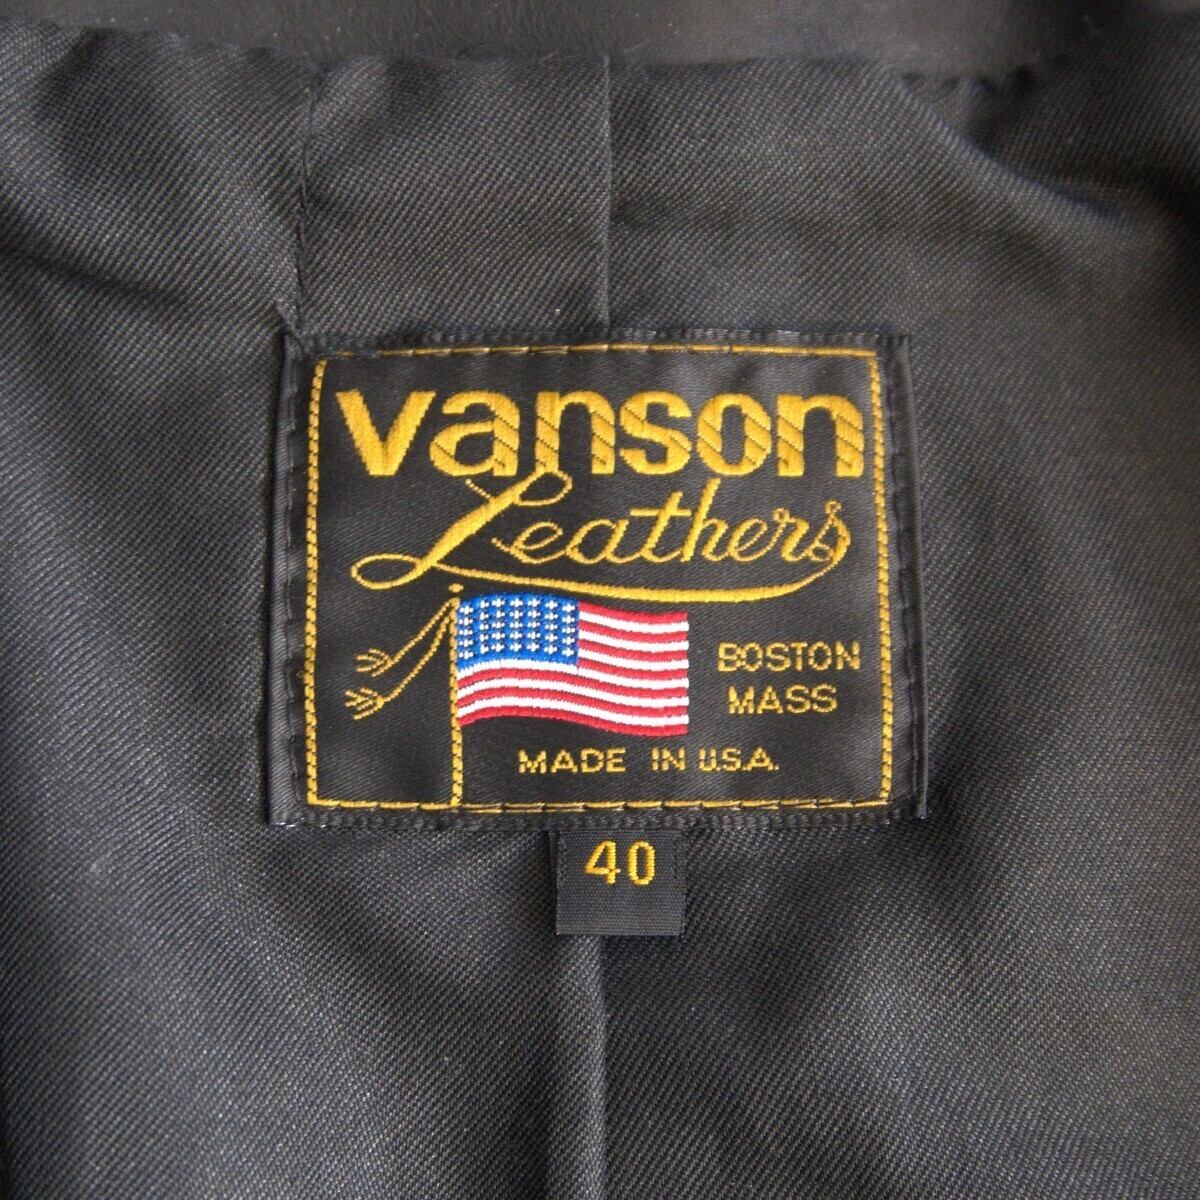 vanson
Leathers
BOSTON
MASS
MADE IN U.S.A.
40